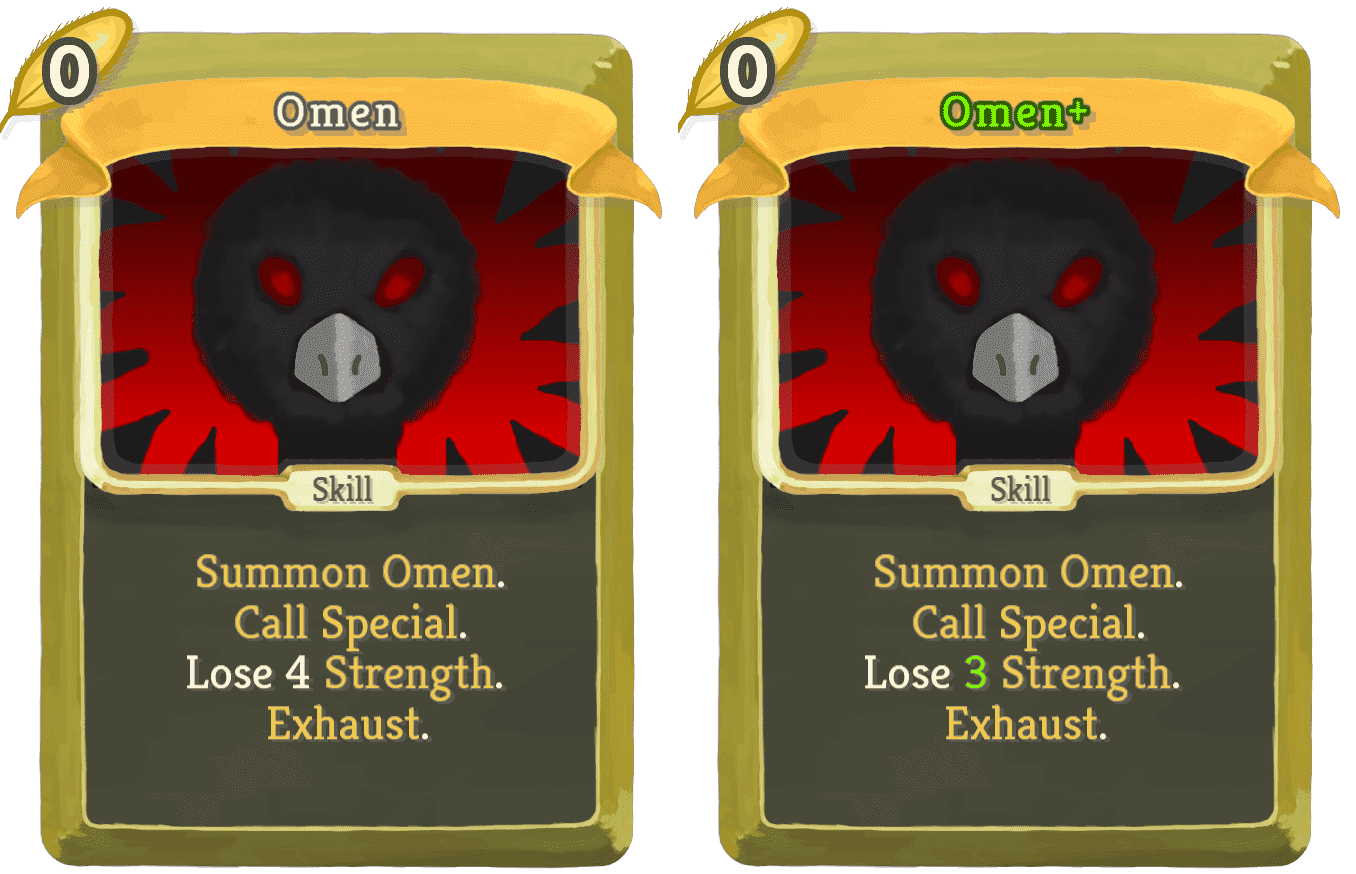 0
Omen
Skill
Summon Omen.
Call Special.
Lose 4 Strength.
Exhaust.
0
Omen+
Skill
Summon Omen.
Call Special.
Lose 3 Strength.
Exhaust.